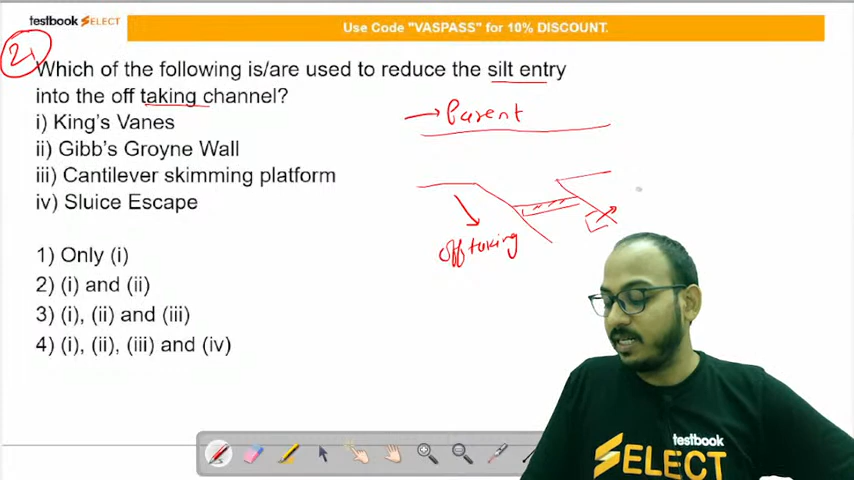 testbook SELECT
Use Code "VASPASS" for 10% DISCOUNT.
21
Which of the following is/are used to reduce the silt entry
into the off taking channel?
i) King's Vanes
ii) Gibb's Groyne Wall
iii) Cantilever skimming platform
iv) Sluice Escape
1) Only (i)
2) (i) and (ii)
3) (i), (ii) and (iii)
4) (i), (ii), (iii) and (iv)
Parent
off taking
testbook
SELECT